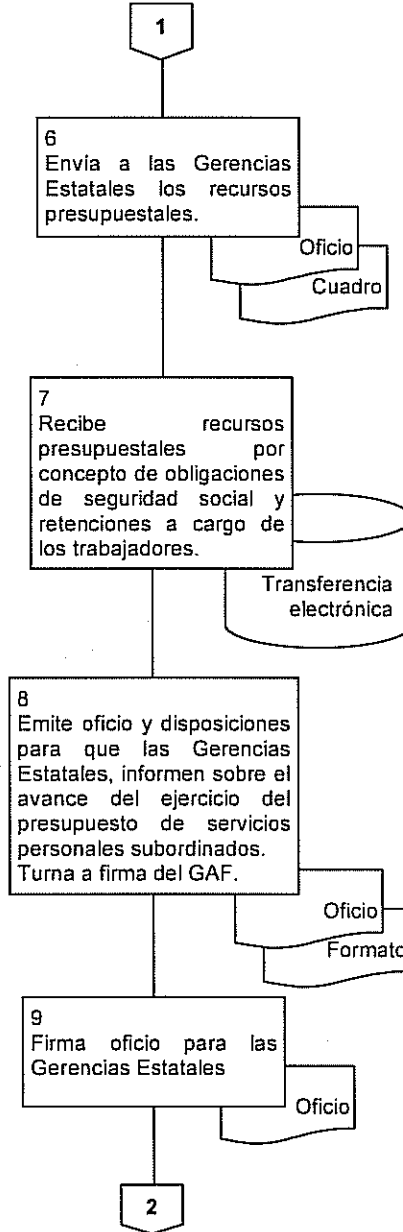 1
6
Envía a las Gerencias
Estatales los recursos
presupuestales.
Oficio
Cuadro
7
Recibe recursos
presupuestales por
concepto de obligaciones
de seguridad social y
retenciones a cargo de
los trabajadores.
Transferencia
electrónica
8
Emite oficio y disposiciones
para que las Gerencias
Estatales, informen sobre el
avance del ejercicio del
presupuesto de servicios
personales subordinados.
Turna a firma del GAF.
Oficio
Formato
9
Firma oficio para las
Gerencias Estatales
Oficio
2